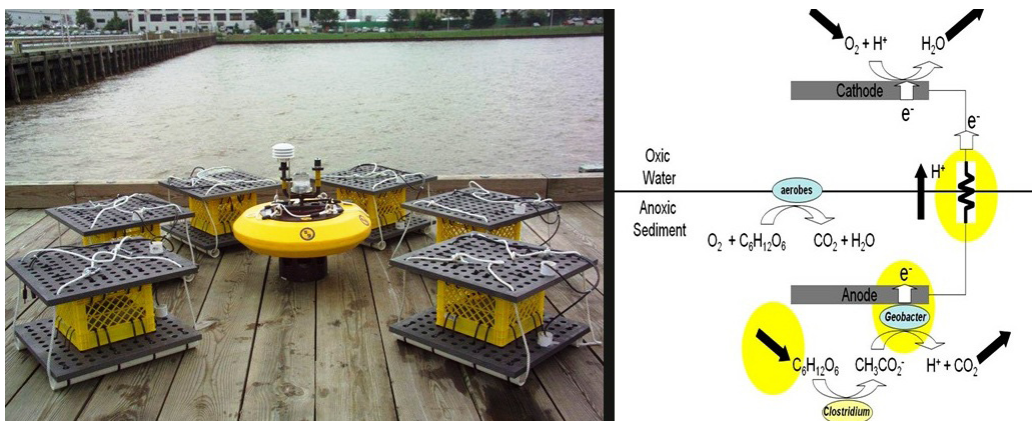 O₂ + H⁺
H₂O
Cathode
e⁻
e⁻
Oxic
Water
aerobes
H⁺
Anoxic
Sediment
O₂ + C₆H₁₂O₆
CO₂ + H₂O
e⁻
Anode
Geobacter
C₆H₁₂O₆
CH₃CO₂⁻
H⁺ + CO₂
Clostridium